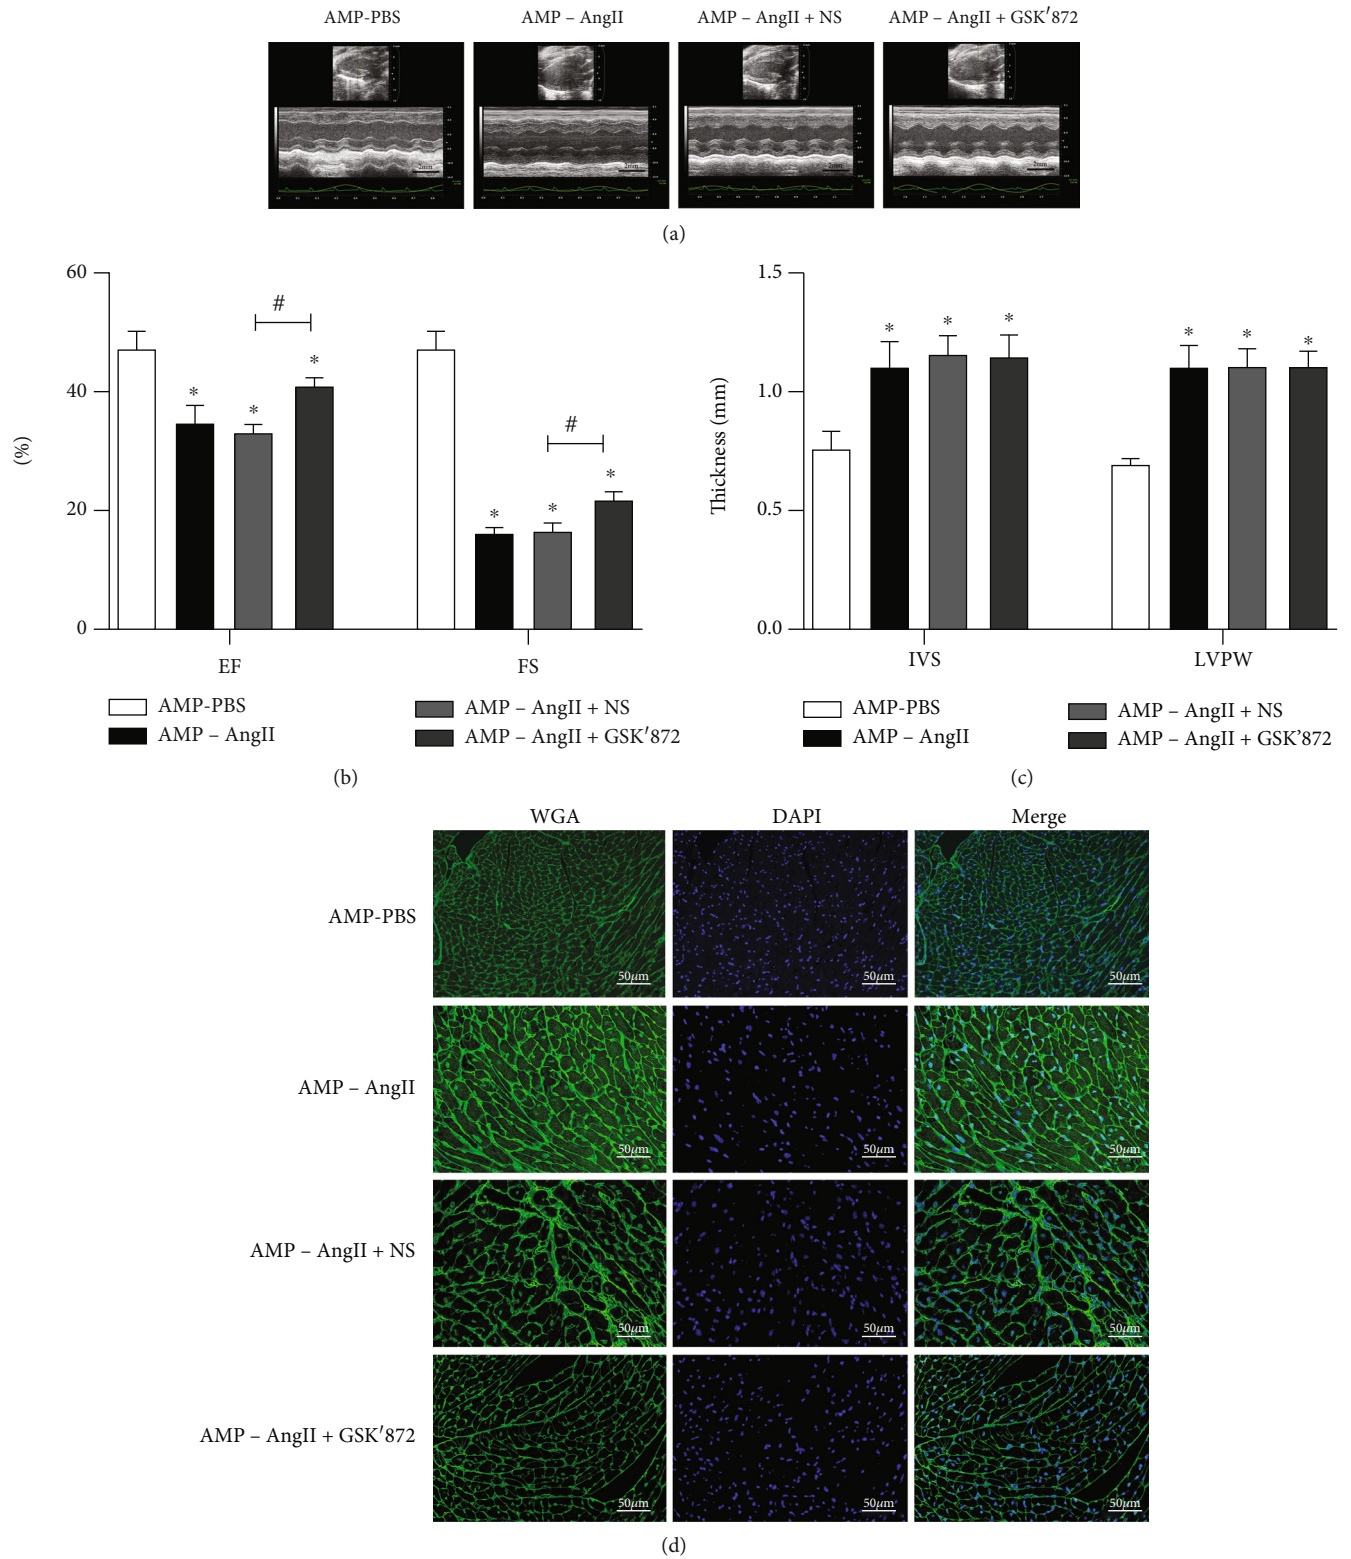 AMP-PBS
AMP – AngII
AMP – AngII + NS
AMP – AngII + GSK′872
2mm
2mm
2mm
2mm
(a)
60
40
20
0
(%)
#
#
*
*
*
*
*
*
EF
FS
AMP-PBS
AMP – AngII
AMP – AngII + NS
AMP – AngII + GSK′872
(b)
1.5
1.0
0.5
0.0
Thickness (mm)
*
*
*
*
*
*
IVS
LVPW
AMP-PBS
AMP – AngII
AMP – AngII + NS
AMP – AngII + GSK'872
(c)
WGA
DAPI
Merge
AMP-PBS
50μm
50μm
50μm
AMP – AngII
50μm
50μm
50μm
AMP – AngII + NS
50μm
50μm
50μm
AMP – AngII + GSK′872
50μm
50μm
50μm
(d)